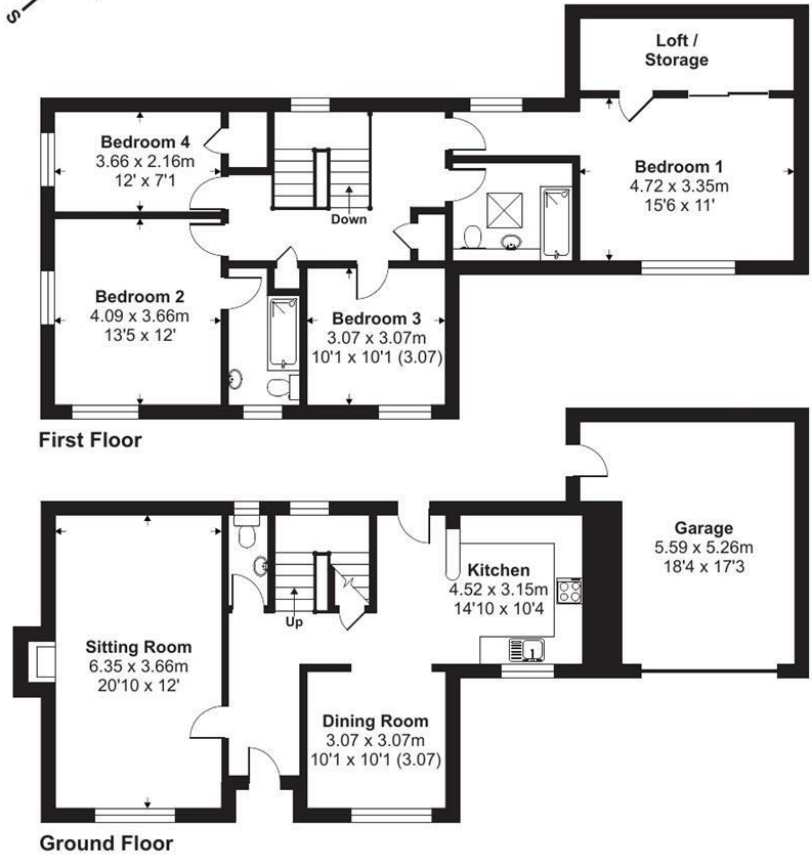 S
Loft /
Storage
Bedroom 4
3.66 x 2.16m
12' x 7'1
Bedroom 1
4.72 x 3.35m
15'6 x 11'
Down
Bedroom 2
4.09 x 3.66m
13'5 x 12'
Bedroom 3
3.07 x 3.07m
10'1 x 10'1 (3.07)
First Floor
Garage
5.59 x 5.26m
18'4 x 17'3
Kitchen
4.52 x 3.15m
14'10 x 10'4
Up
Sitting Room
6.35 x 3.66m
20'10 x 12'
Dining Room
3.07 x 3.07m
10'1 x 10'1 (3.07)
Ground Floor